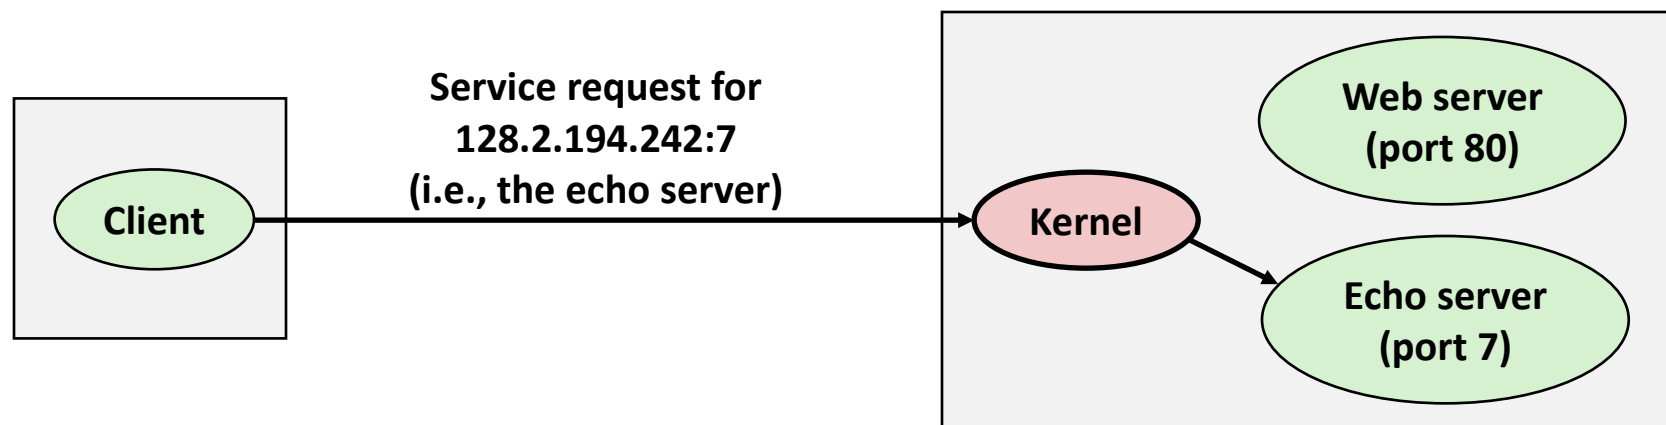 Service request for
128.2.194.242:7
(i.e., the echo server)
Client
Kernel
Web server
(port 80)
Echo server
(port 7)